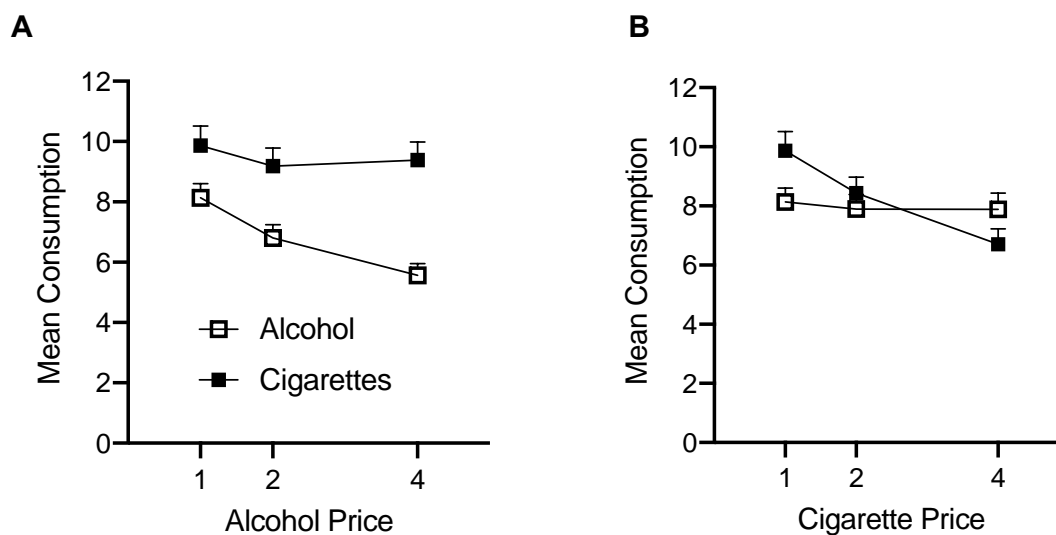 A
12
10
8
6
4
2
0
Mean Consumption
Alcohol
Cigarettes
1 2 4
Alcohol Price
B
12
10
8
6
4
2
0
Mean Consumption
1 2 4
Cigarette Price